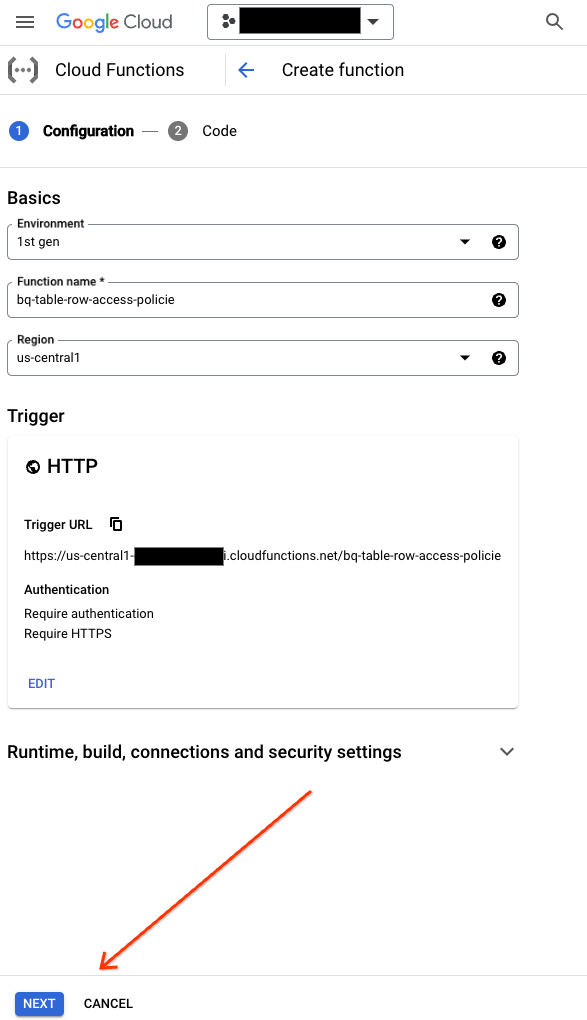 Google Cloud
Cloud Functions
Create function
1 Configuration — 2 Code
Basics
Environment
1st gen
Function name *
bq-table-row-access-policie
Region
us-central1
Trigger
HTTP
Trigger URL
https://us-central1-
i.cloudfunctions.net/bq-table-row-access-policie
Authentication
Require authentication
Require HTTPS
EDIT
Runtime, build, connections and security settings
NEXT CANCEL